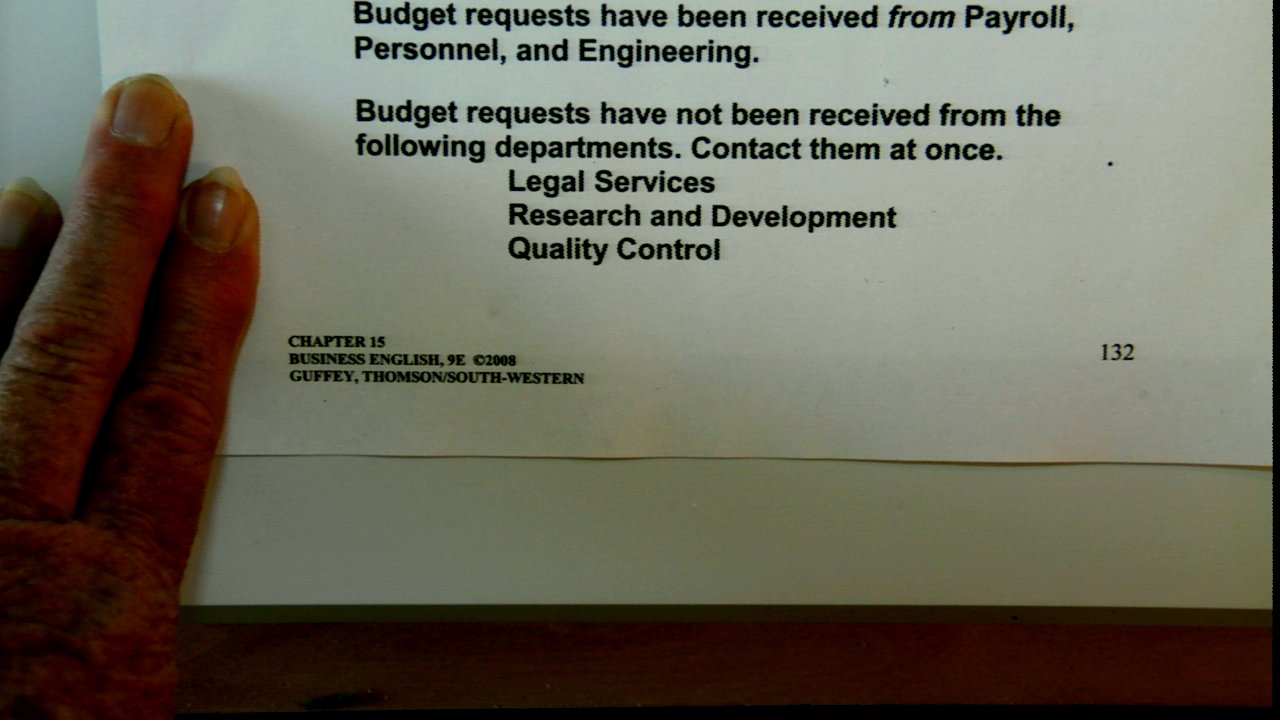 Budget requests have been received from Payroll,
Personnel, and Engineering.
Budget requests have not been received from the
following departments. Contact them at once.
Legal Services
Research and Development
Quality Control
CHAPTER 15
BUSINESS ENGLISH, 9E ©2008
GUFFEY, THOMSON/SOUTH-WESTERN
132